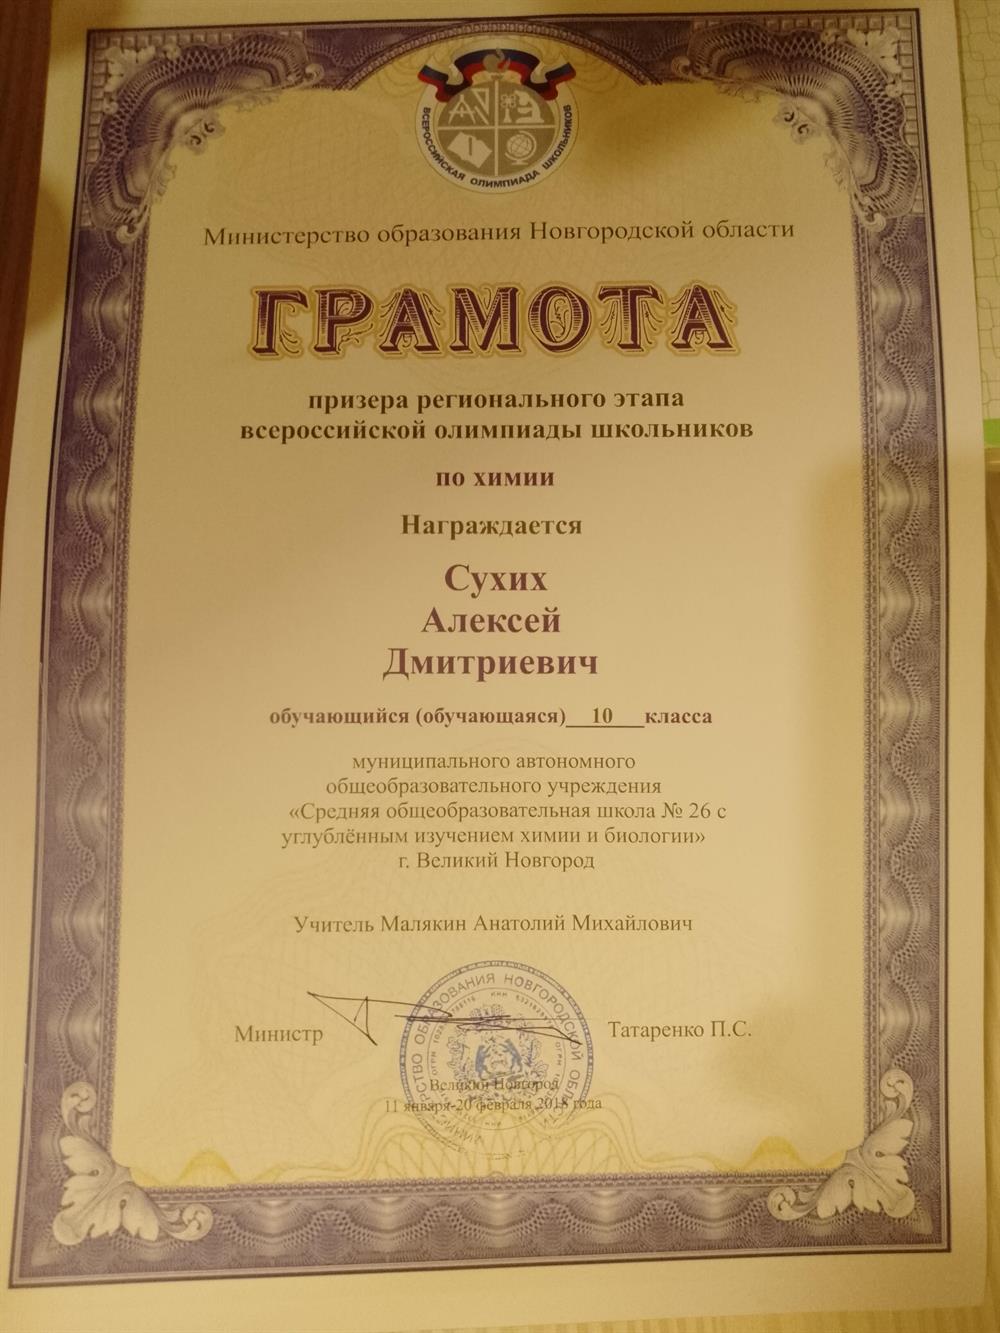 ВСЕРОССИЙСКАЯ ОЛИМПИАДА ШКОЛЬНИКОВ
Министерство образования Новгородской области
ГРАМОТА
призера регионального этапа
всероссийской олимпиады школьников
по химии
Награждается
Сухих
Алексей
Дмитриевич
обучающийся (обучающаяся) 10 класса
муниципального автономного
общеобразовательного учреждения
«Средняя общеобразовательная школа № 26 с
углублённым изучением химии и биологии»
г. Великий Новгород
Учитель Малякин Анатолий Михайлович
Министр
Татаренко П.С.
ОБРАЗОВАНИЯ НОВГОРОДСКОЙ
Великий Новгород
11 января-20 февраля 2018 года